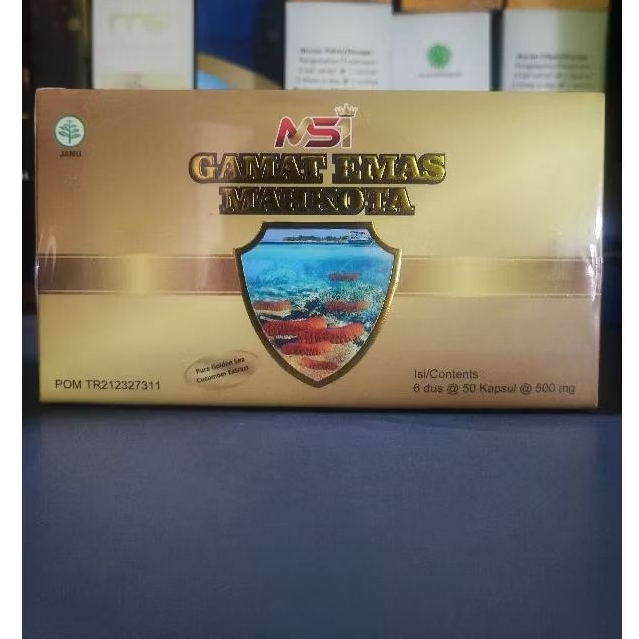 JAMU
MSI
GAMAT EMAS
MAHKOTA
Pure Golden Sea
Cucumber Extract
POM TR212327311
Isi/Contents
6 dus @ 50 Kapsul @ 500 mg